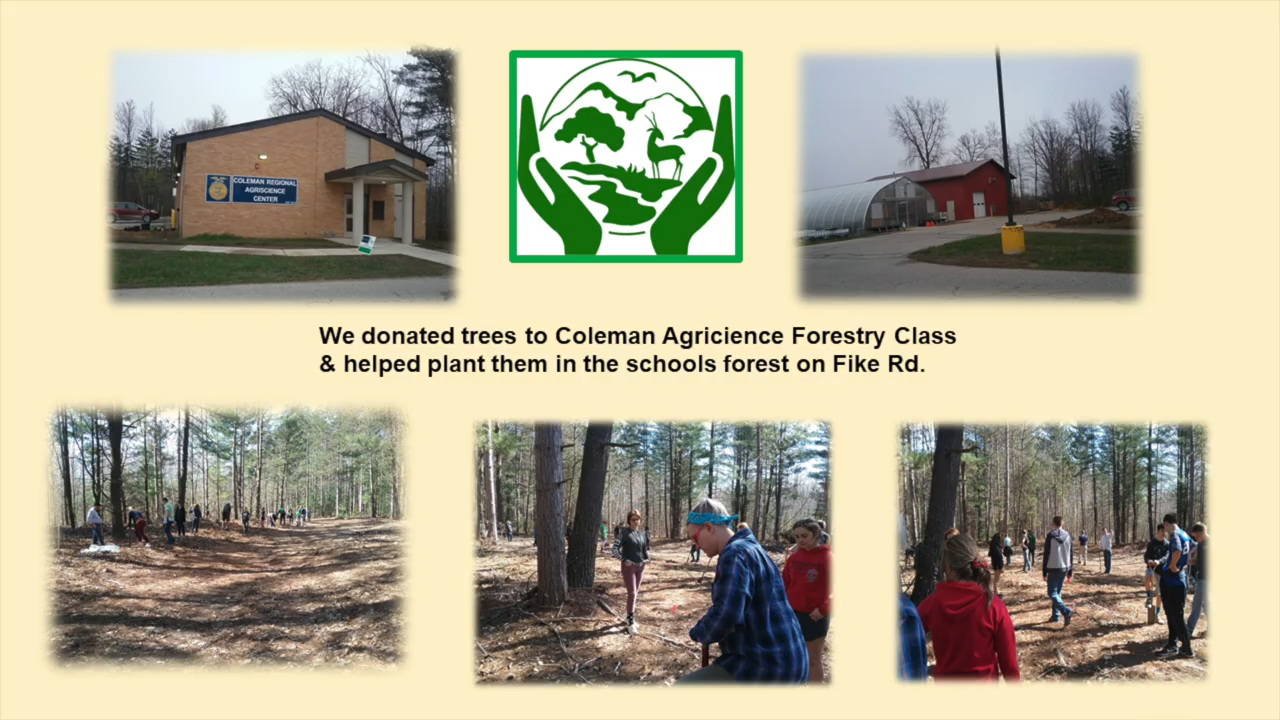 COLEMAN REGIONAL
AGRISCIENCE
CENTER
We donated trees to Coleman Agricience Forestry Class
& helped plant them in the schools forest on Fike Rd.